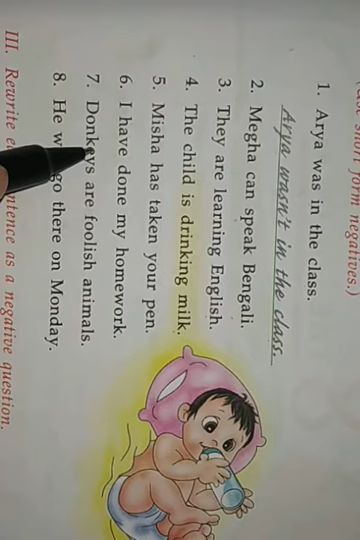 form negatives.)
1. Arya was in the class.
Arya wasn't in the class.
2. Megha can speak Bengali.
3. They are learning English.
4. The child is drinking milk.
5. Misha has taken your pen.
6. I have done my homework.
7. Donkeys are foolish animals.
8. He go there on Monday.
III. Rewrite sentence as a negative question.